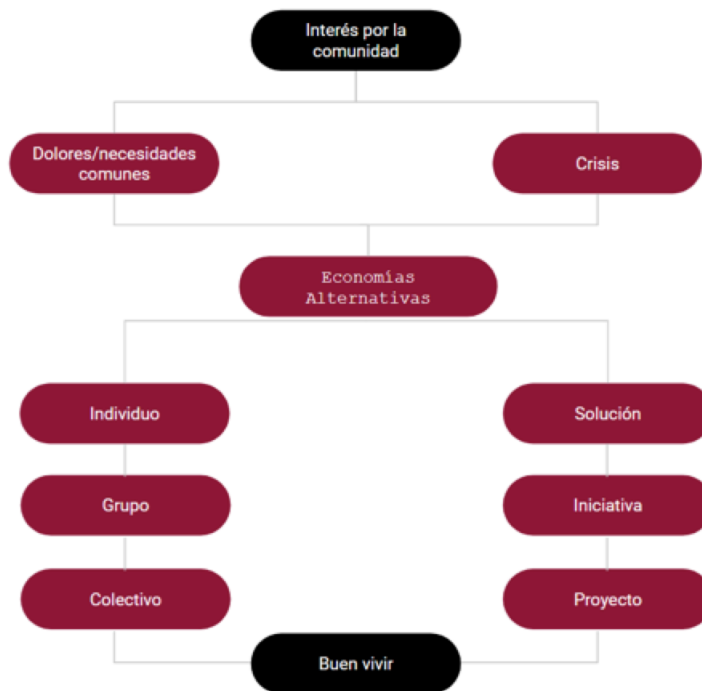 Interés por la
comunidad
Dolores/necesidades
comunes
Crisis
Economías
Alternativas
Individuo
Solución
Grupo
Iniciativa
Colectivo
Proyecto
Buen vivir